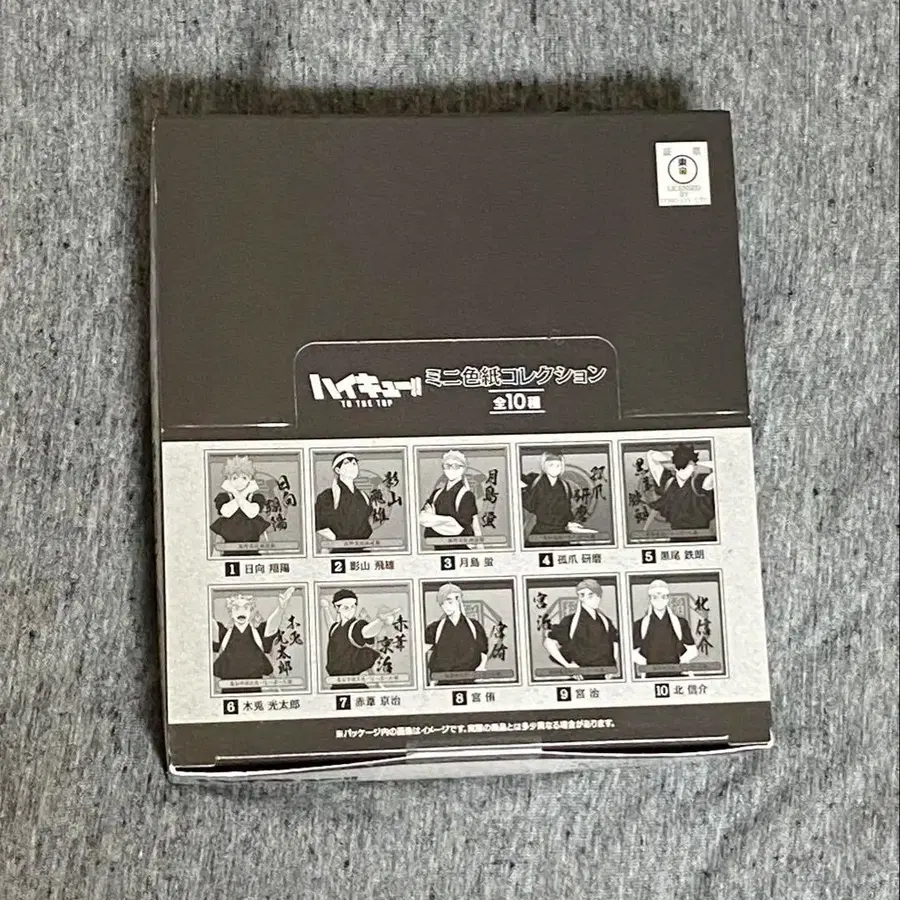 証票
東宝
LICENSED
BY
ハイキュー!!
TO THE TOP
ミニ色紙コレクション
全10種
日向翔陽
影山飛雄
月島蛍
孤爪研磨
黒尾鉄朗
1 日向 翔陽
2 影山 飛雄
3 月島 蛍
4 孤爪 研磨
5 黒尾 鉄朗
木兎光太郎
赤葦京治
宮侑
宮治
北信介
6 木兎 光太郎
7 赤葦 京治
8 宮 侑
9 宮 治
10 北 信介
※パッケージ内の画像はイメージです。実際の商品とは多少異なる場合があります。